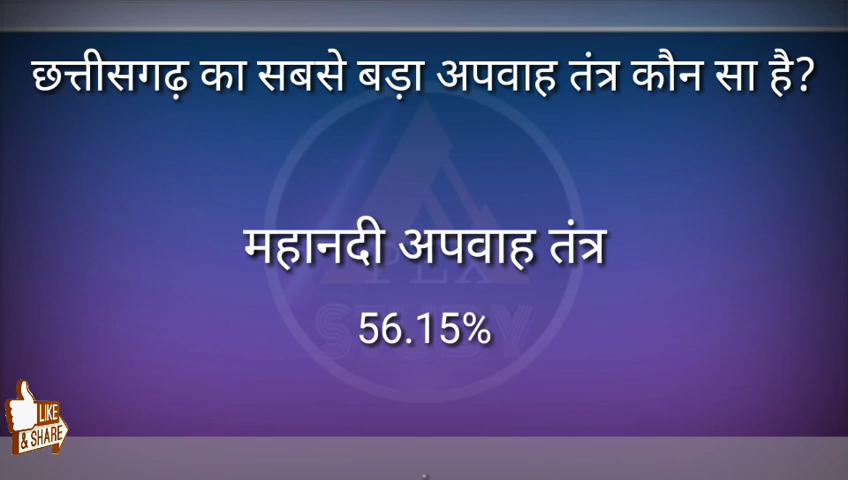 छत्तीसगढ़ का सबसे बड़ा अपवाह तंत्र कौन सा है?
महानदी अपवाह तंत्र
56.15%
LIKE
& SHARE